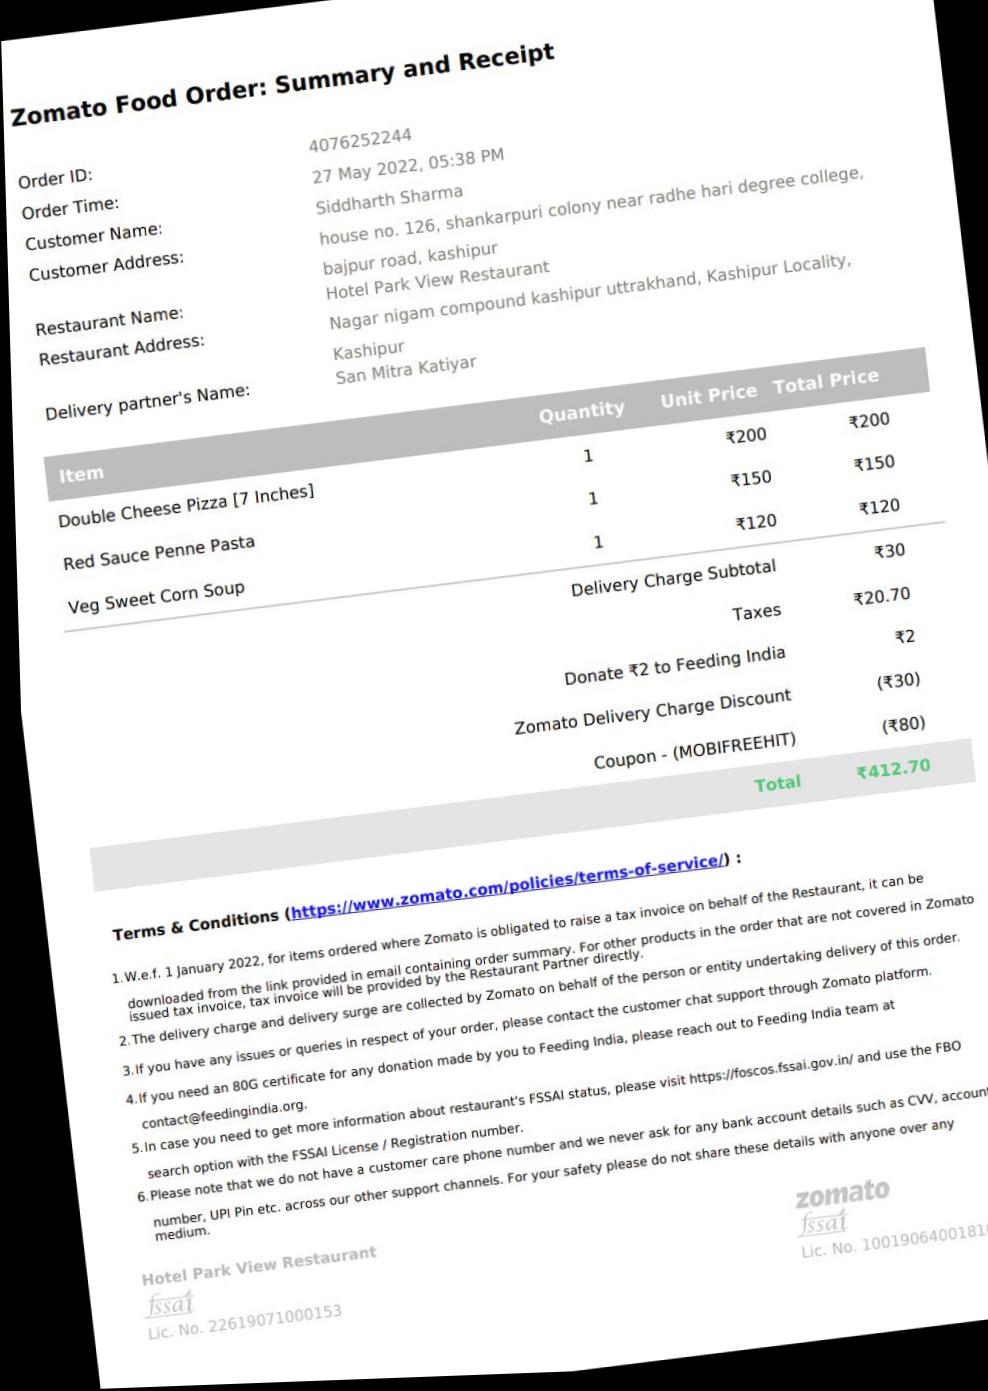 Zomato Food Order: Summary and Receipt
Order ID: 4076252244
Order Time: 27 May 2022, 05:38 PM
Customer Name: Siddharth Sharma
Customer Address: house no. 126, shankarpuri colony near radhe hari degree college,
bajpur road, kashipur
Restaurant Name: Hotel Park View Restaurant
Restaurant Address: Nagar nigam compound kashipur uttrakhand, Kashipur Locality,
Kashipur
Delivery partner's Name: San Mitra Katiyar
Item Quantity Unit Price Total Price
Double Cheese Pizza [7 Inches] 1 ₹200 ₹200
Red Sauce Penne Pasta 1 ₹150 ₹150
Veg Sweet Corn Soup 1 ₹120 ₹120
Delivery Charge Subtotal ₹30
Taxes ₹20.70
Donate ₹2 to Feeding India ₹2
Zomato Delivery Charge Discount (₹30)
Coupon - (MOBIFREEHIT) (₹80)
Total ₹412.70
Terms & Conditions (https://www.zomato.com/policies/terms-of-service/) :
1. W.e.f. 1 January 2022, for items ordered where Zomato is obligated to raise a tax invoice on behalf of the Restaurant, it can be
downloaded from the link provided in email containing order summary. For other products in the order that are not covered in Zomato
issued tax invoice, tax invoice will be provided by the Restaurant Partner directly.
2. The delivery charge and delivery surge are collected by Zomato on behalf of the person or entity undertaking delivery of this order.
3. If you have any issues or queries in respect of your order, please contact the customer chat support through Zomato platform.
4. If you need an 80G certificate for any donation made by you to Feeding India, please reach out to Feeding India team at
contact@feedingindia.org.
5. In case you need to get more information about restaurant's FSSAI status, please visit https://foscos.fssai.gov.in/ and use the FBO
search option with the FSSAI License / Registration number.
6. Please note that we do not have a customer care phone number and we never ask for any bank account details such as CVV, account
number, UPI Pin etc. across our other support channels. For your safety please do not share these details with anyone over any
medium.
Hotel Park View Restaurant
fssai
Lic. No. 22619071000153
zomato
fssai
Lic. No.